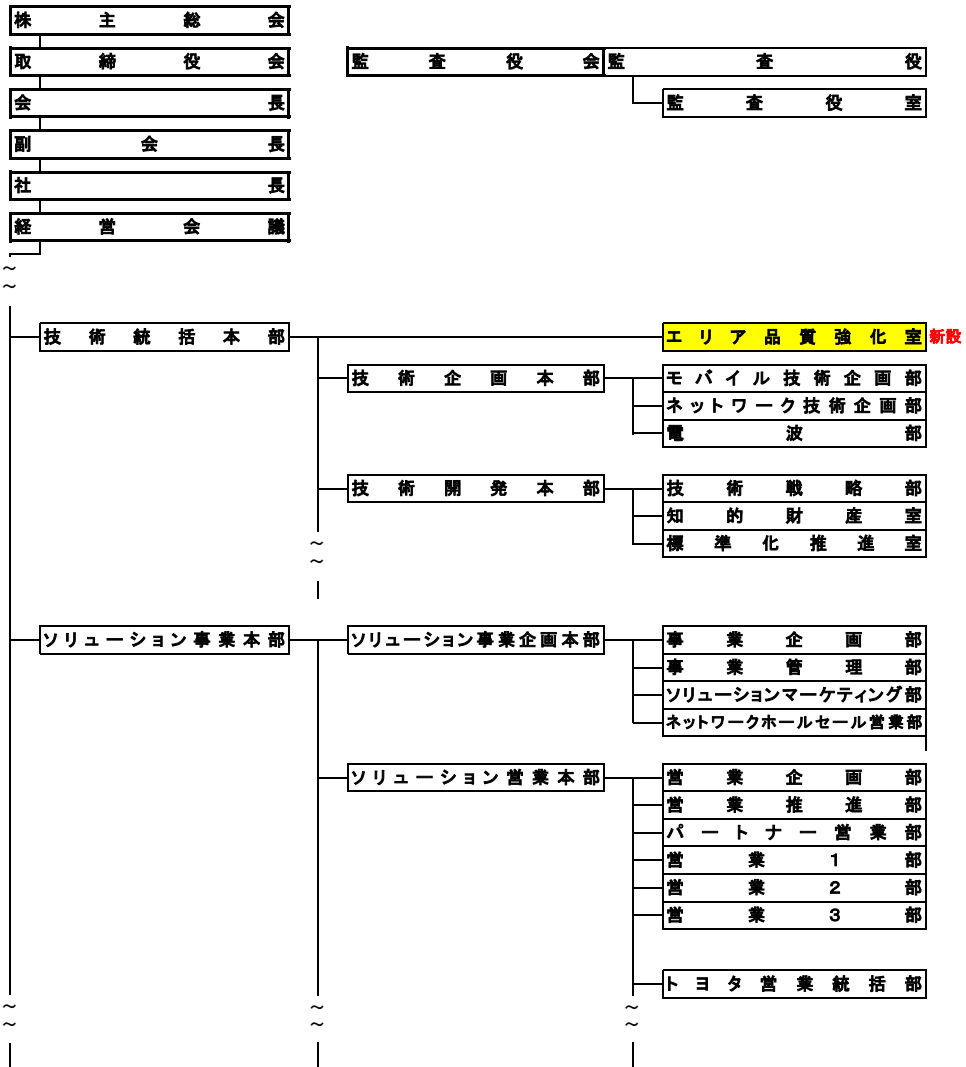 株主総会
取締役会 監査役会 監査役
会長 監査役室
副会長
社長
経営会議
～
～
技術統括本部 エリア品質強化室 新設
技術企画本部 モバイル技術企画部
ネットワーク技術企画部
電波部
技術開発本部 技術戦略部
知的財産室
標準化推進室
～
～
ソリューション事業本部 ソリューション事業企画本部 事業企画部
事業管理部
ソリューションマーケティング部
ネットワークホールセール営業部
ソリューション営業本部 営業企画部
営業推進部
パートナー営業部
営業1部
営業2部
営業3部
トヨタ営業統括部
～ ～ ～
～ ～ ～